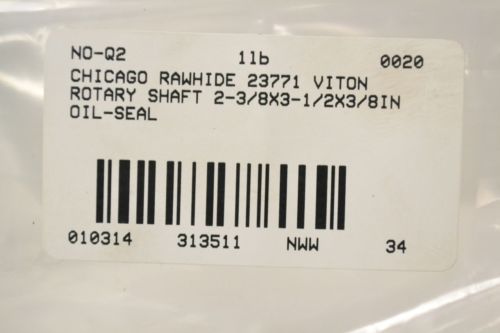 NO-Q2 1lb 0020
CHICAGO RAWHIDE 23771 VITON
ROTARY SHAFT 2-3/8X3-1/2X3/8IN
OIL-SEAL
010314 313511 NWW 34